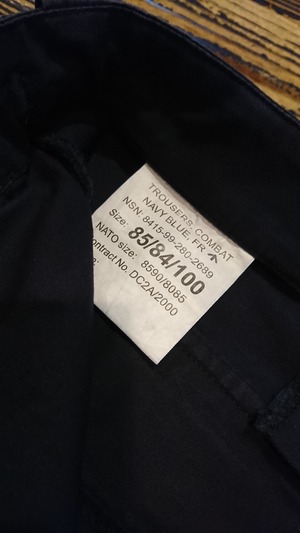 TROUSERS, COMBAT
NAVY BLUE FR ↑
NSN: 8415-99-280-2689
Size: 85/84/100
NATO size: 8590/8085
ontract No. DC2A/2000